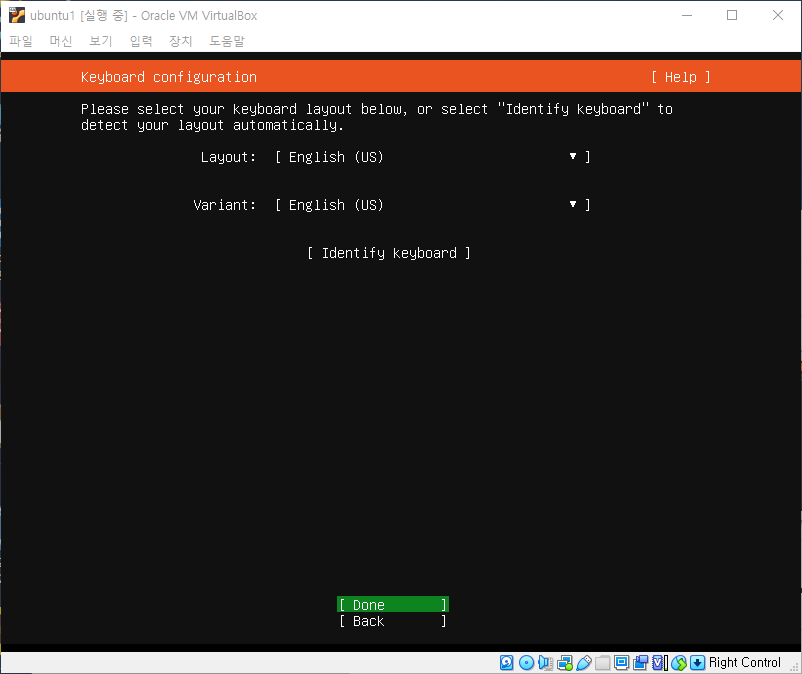 ubuntu1 [실행 중] - Oracle VM VirtualBox
파일 머신 보기 입력 장치 도움말
Keyboard configuration [ Help ]
Please select your keyboard layout below, or select "Identify keyboard" to
detect your layout automatically.
Layout: [ English (US) ▾ ]
Variant: [ English (US) ▾ ]
[ Identify keyboard ]
[ Done ]
[ Back ]
Right Control